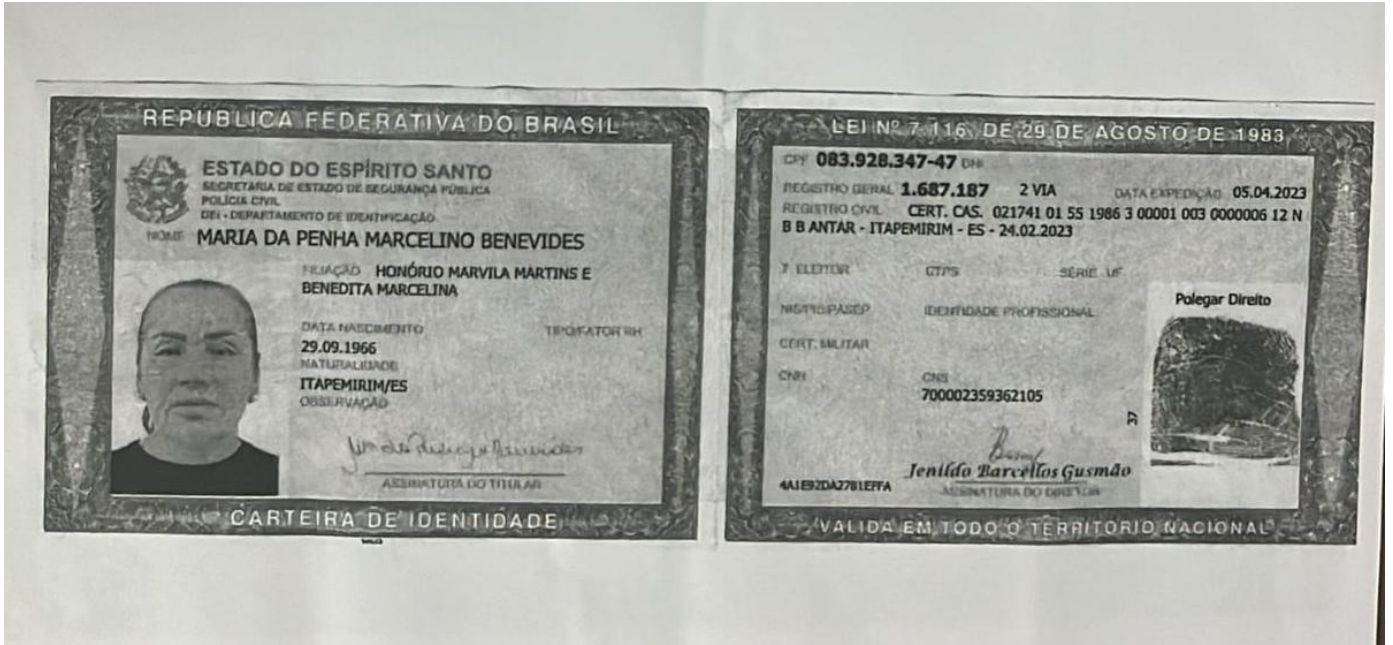 REPÚBLICA FEDERATIVA DO BRASIL
ESTADO DO ESPÍRITO SANTO
SECRETARIA DE ESTADO DE SEGURANÇA PÚBLICA
POLÍCIA CIVIL
DEI - DEPARTAMENTO DE IDENTIFICAÇÃO
NOME MARIA DA PENHA MARCELINO BENEVIDES
FILIAÇÃO HONÓRIO MARVILA MARTINS E
BENEDITA MARCELINA
DATA NASCIMENTO TIPO/FATOR RH
29.09.1966
NATURALIDADE
ITAPEMIRIM/ES
OBSERVAÇÃO
ASSINATURA DO TITULAR
CARTEIRA DE IDENTIDADE
LEI Nº 7.116, DE 29 DE AGOSTO DE 1983
CPF 083.928.347-47 DNI
REGISTRO GERAL 1.687.187 2 VIA DATA EXPEDIÇÃO 05.04.2023
REGISTRO CIVIL CERT. CAS. 021741 01 55 1986 3 00001 003 0000006 12 N
B B ANTAR - ITAPEMIRIM - ES - 24.02.2023
T. ELEITOR CTPS SÉRIE UF
NIS/PIS/PASEP IDENTIDADE PROFISSIONAL
CERT. MILITAR
CNH CNS
700002359362105
Polegar Direito
37
Jenildo Barcellos Gusmão
4A1E92DA2781EFFA ASSINATURA DO DIRETOR
VALIDA EM TODO O TERRITÓRIO NACIONAL